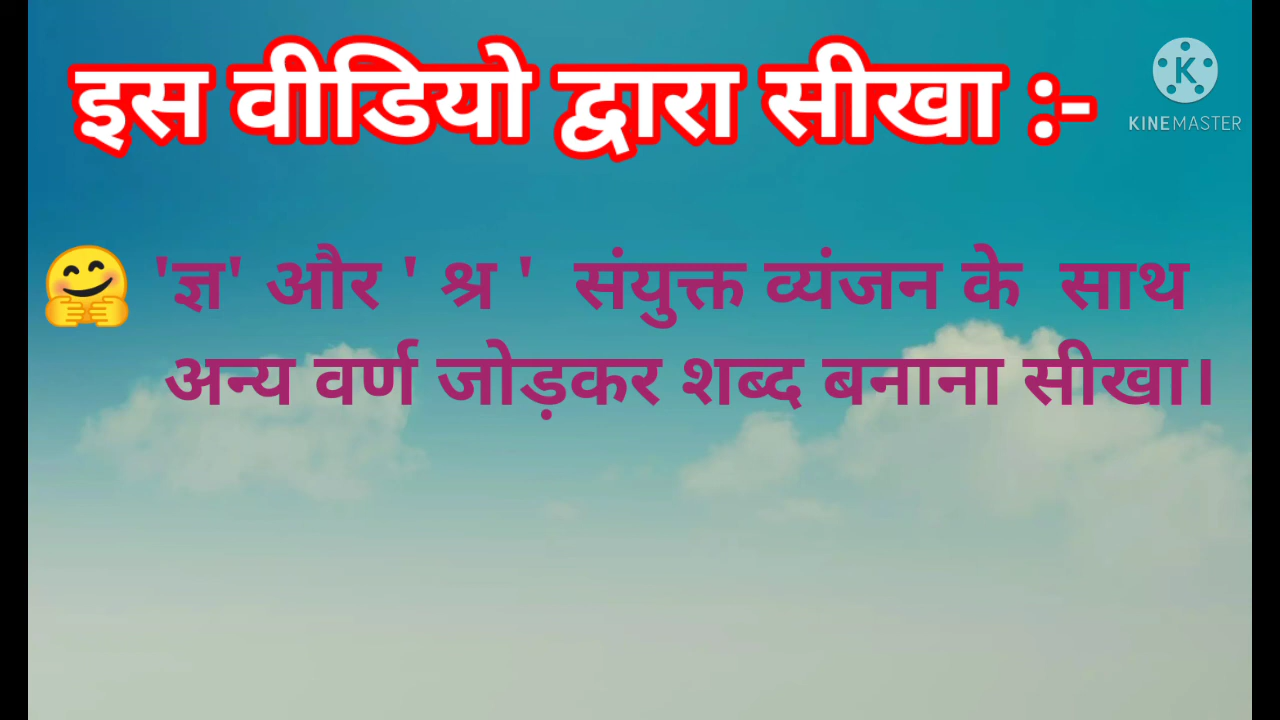 इस वीडियो द्वारा सीखा :-
KINEMASTER
'ज्ञ' और ' श्र ' संयुक्त व्यंजन के साथ
अन्य वर्ण जोड़कर शब्द बनाना सीखा।